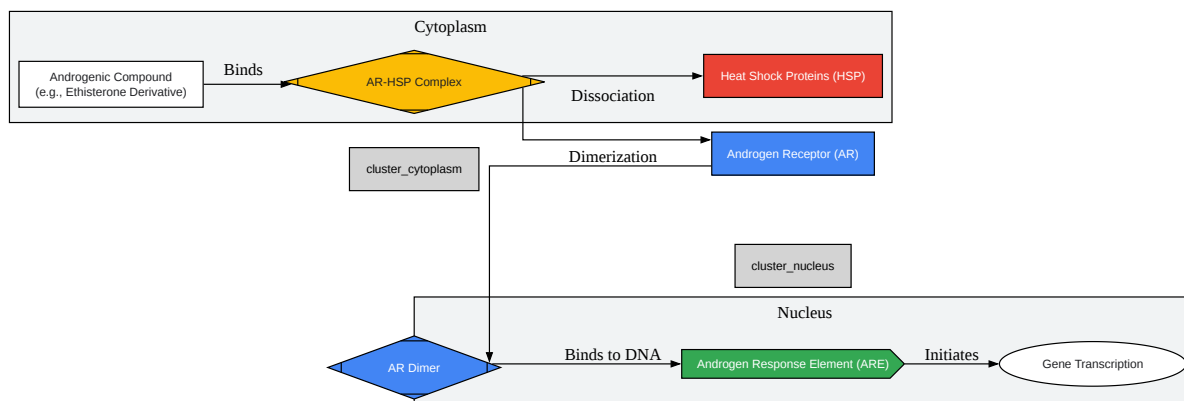 Cytoplasm
Androgenic Compound
(e.g., Ethisterone Derivative)
Binds
AR-HSP Complex
Dissociation
Heat Shock Proteins (HSP)
Dimerization
Androgen Receptor (AR)
cluster_cytoplasm
cluster_nucleus
Nucleus
AR Dimer
Binds to DNA
Androgen Response Element (ARE)
Initiates
Gene Transcription